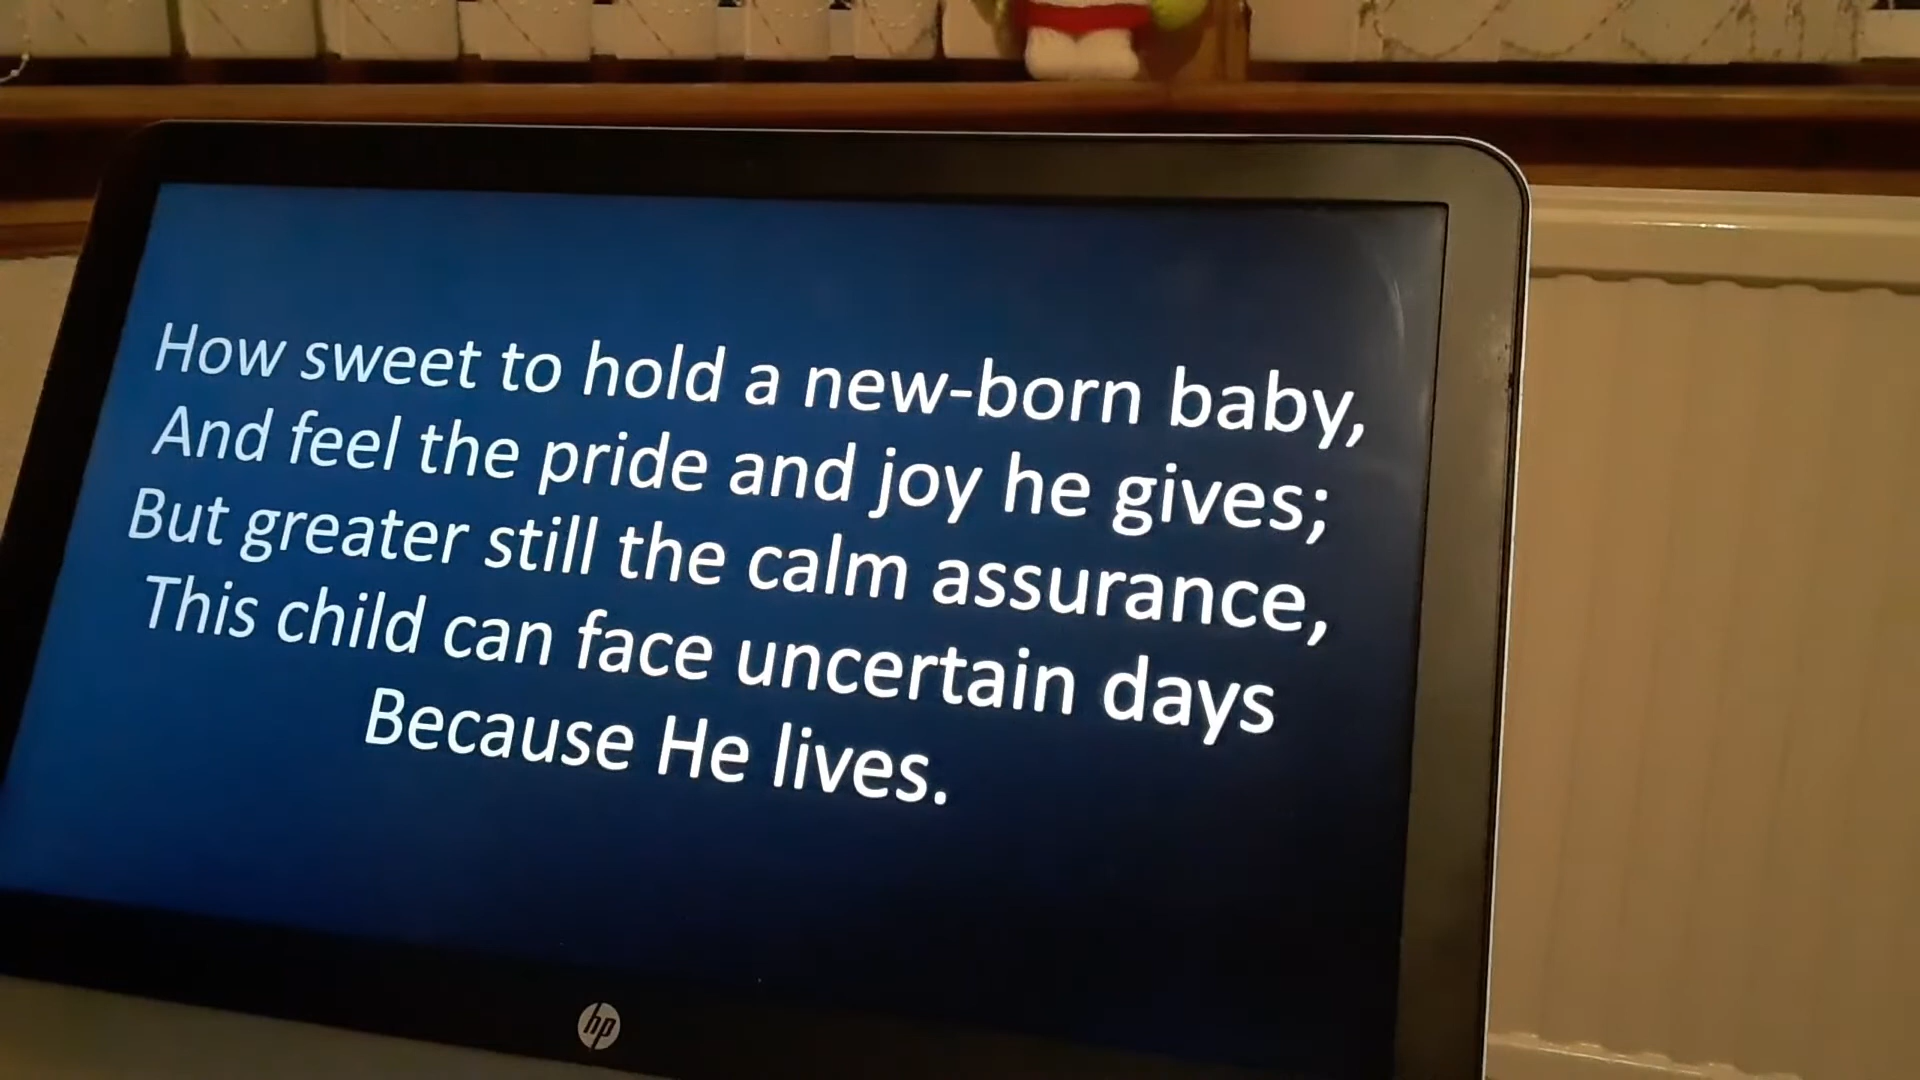 How sweet to hold a new-born baby,
And feel the pride and joy he gives;
But greater still the calm assurance,
This child can face uncertain days
Because He lives.
hp